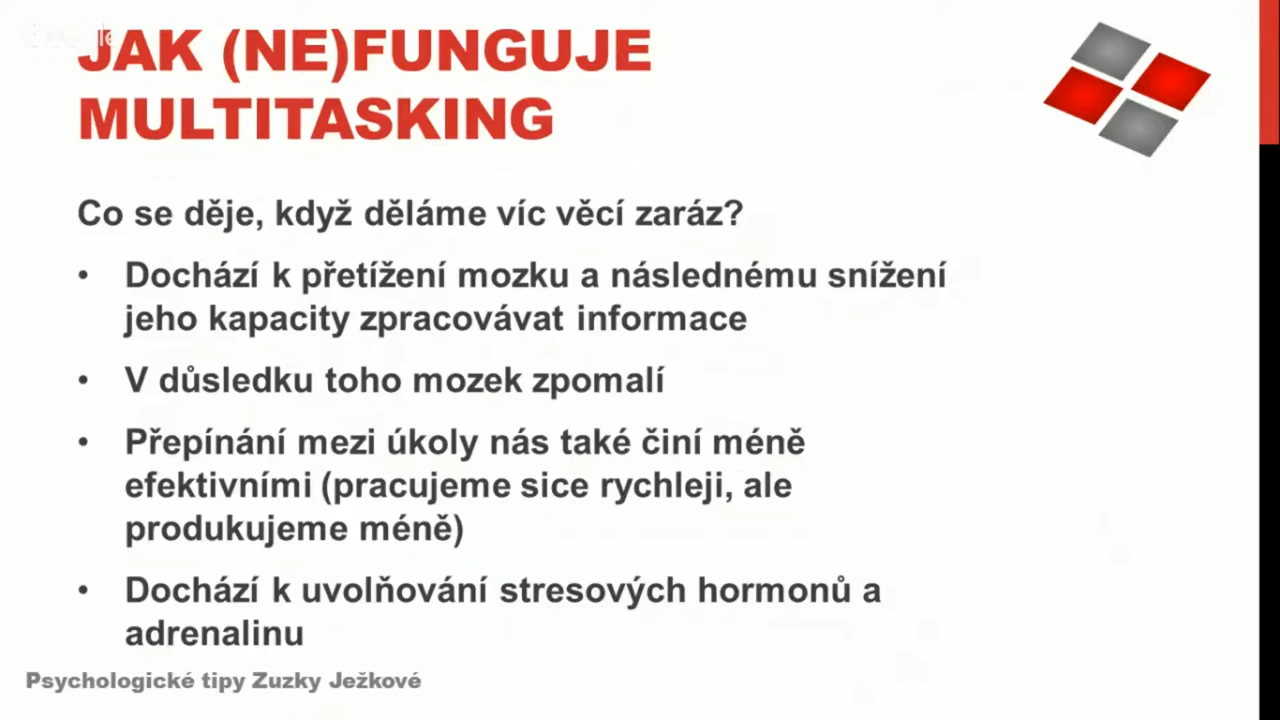 JAK (NE)FUNGUJE
MULTITASKING
Co se děje, když děláme víc věcí zaráz?
• Dochází k přetížení mozku a následnému snížení
jeho kapacity zpracovávat informace
• V důsledku toho mozek zpomalí
• Přepínání mezi úkoly nás také činí méně
efektivními (pracujeme sice rychleji, ale
produkujeme méně)
• Dochází k uvolňování stresových hormonů a
adrenalinu
Psychologické tipy Zuzky Ježkové